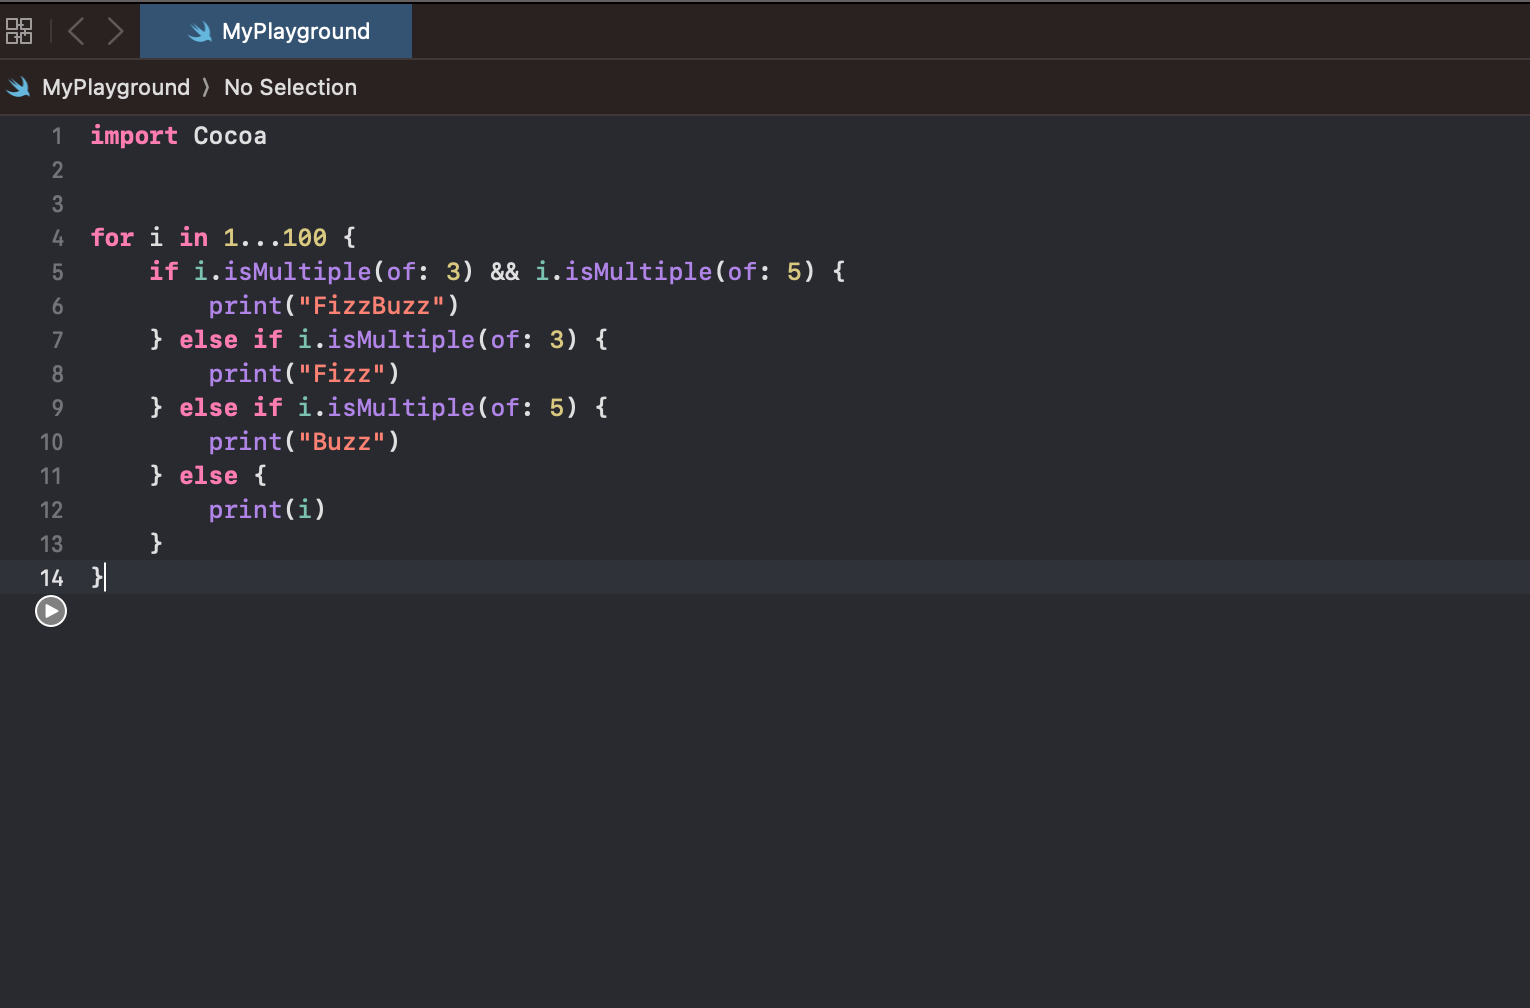 MyPlayground
MyPlayground 〉 No Selection
1 import Cocoa
2
3
4 for i in 1...100 {
5     if i.isMultiple(of: 3) && i.isMultiple(of: 5) {
6         print("FizzBuzz")
7     } else if i.isMultiple(of: 3) {
8         print("Fizz")
9     } else if i.isMultiple(of: 5) {
10         print("Buzz")
11     } else {
12         print(i)
13     }
14 }